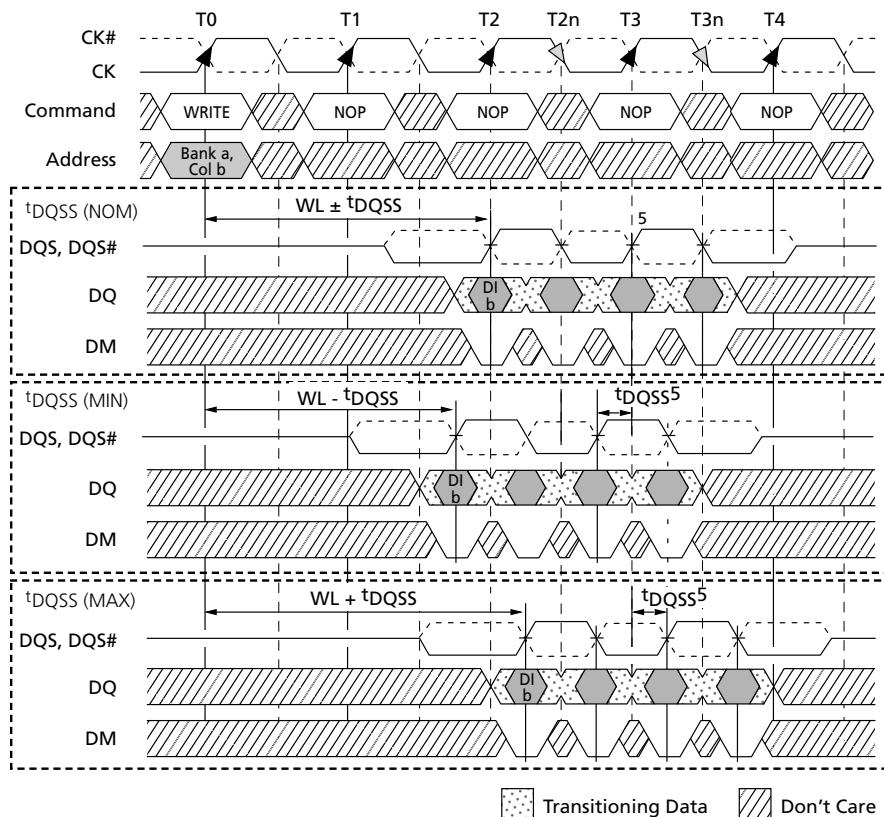 T0 T1 T2 T2n T3 T3n T4
CK#
CK
Command WRITE NOP NOP NOP NOP
Address Bank a, Col b
tDQSS (NOM) WL ± tDQSS 5
DQS, DQS#
DQ DI b
DM
tDQSS (MIN) WL - tDQSS tDQSS5
DQS, DQS#
DQ DI b
DM
tDQSS (MAX) WL + tDQSS tDQSS5
DQS, DQS#
DQ DI b
DM
Transitioning Data Don't Care